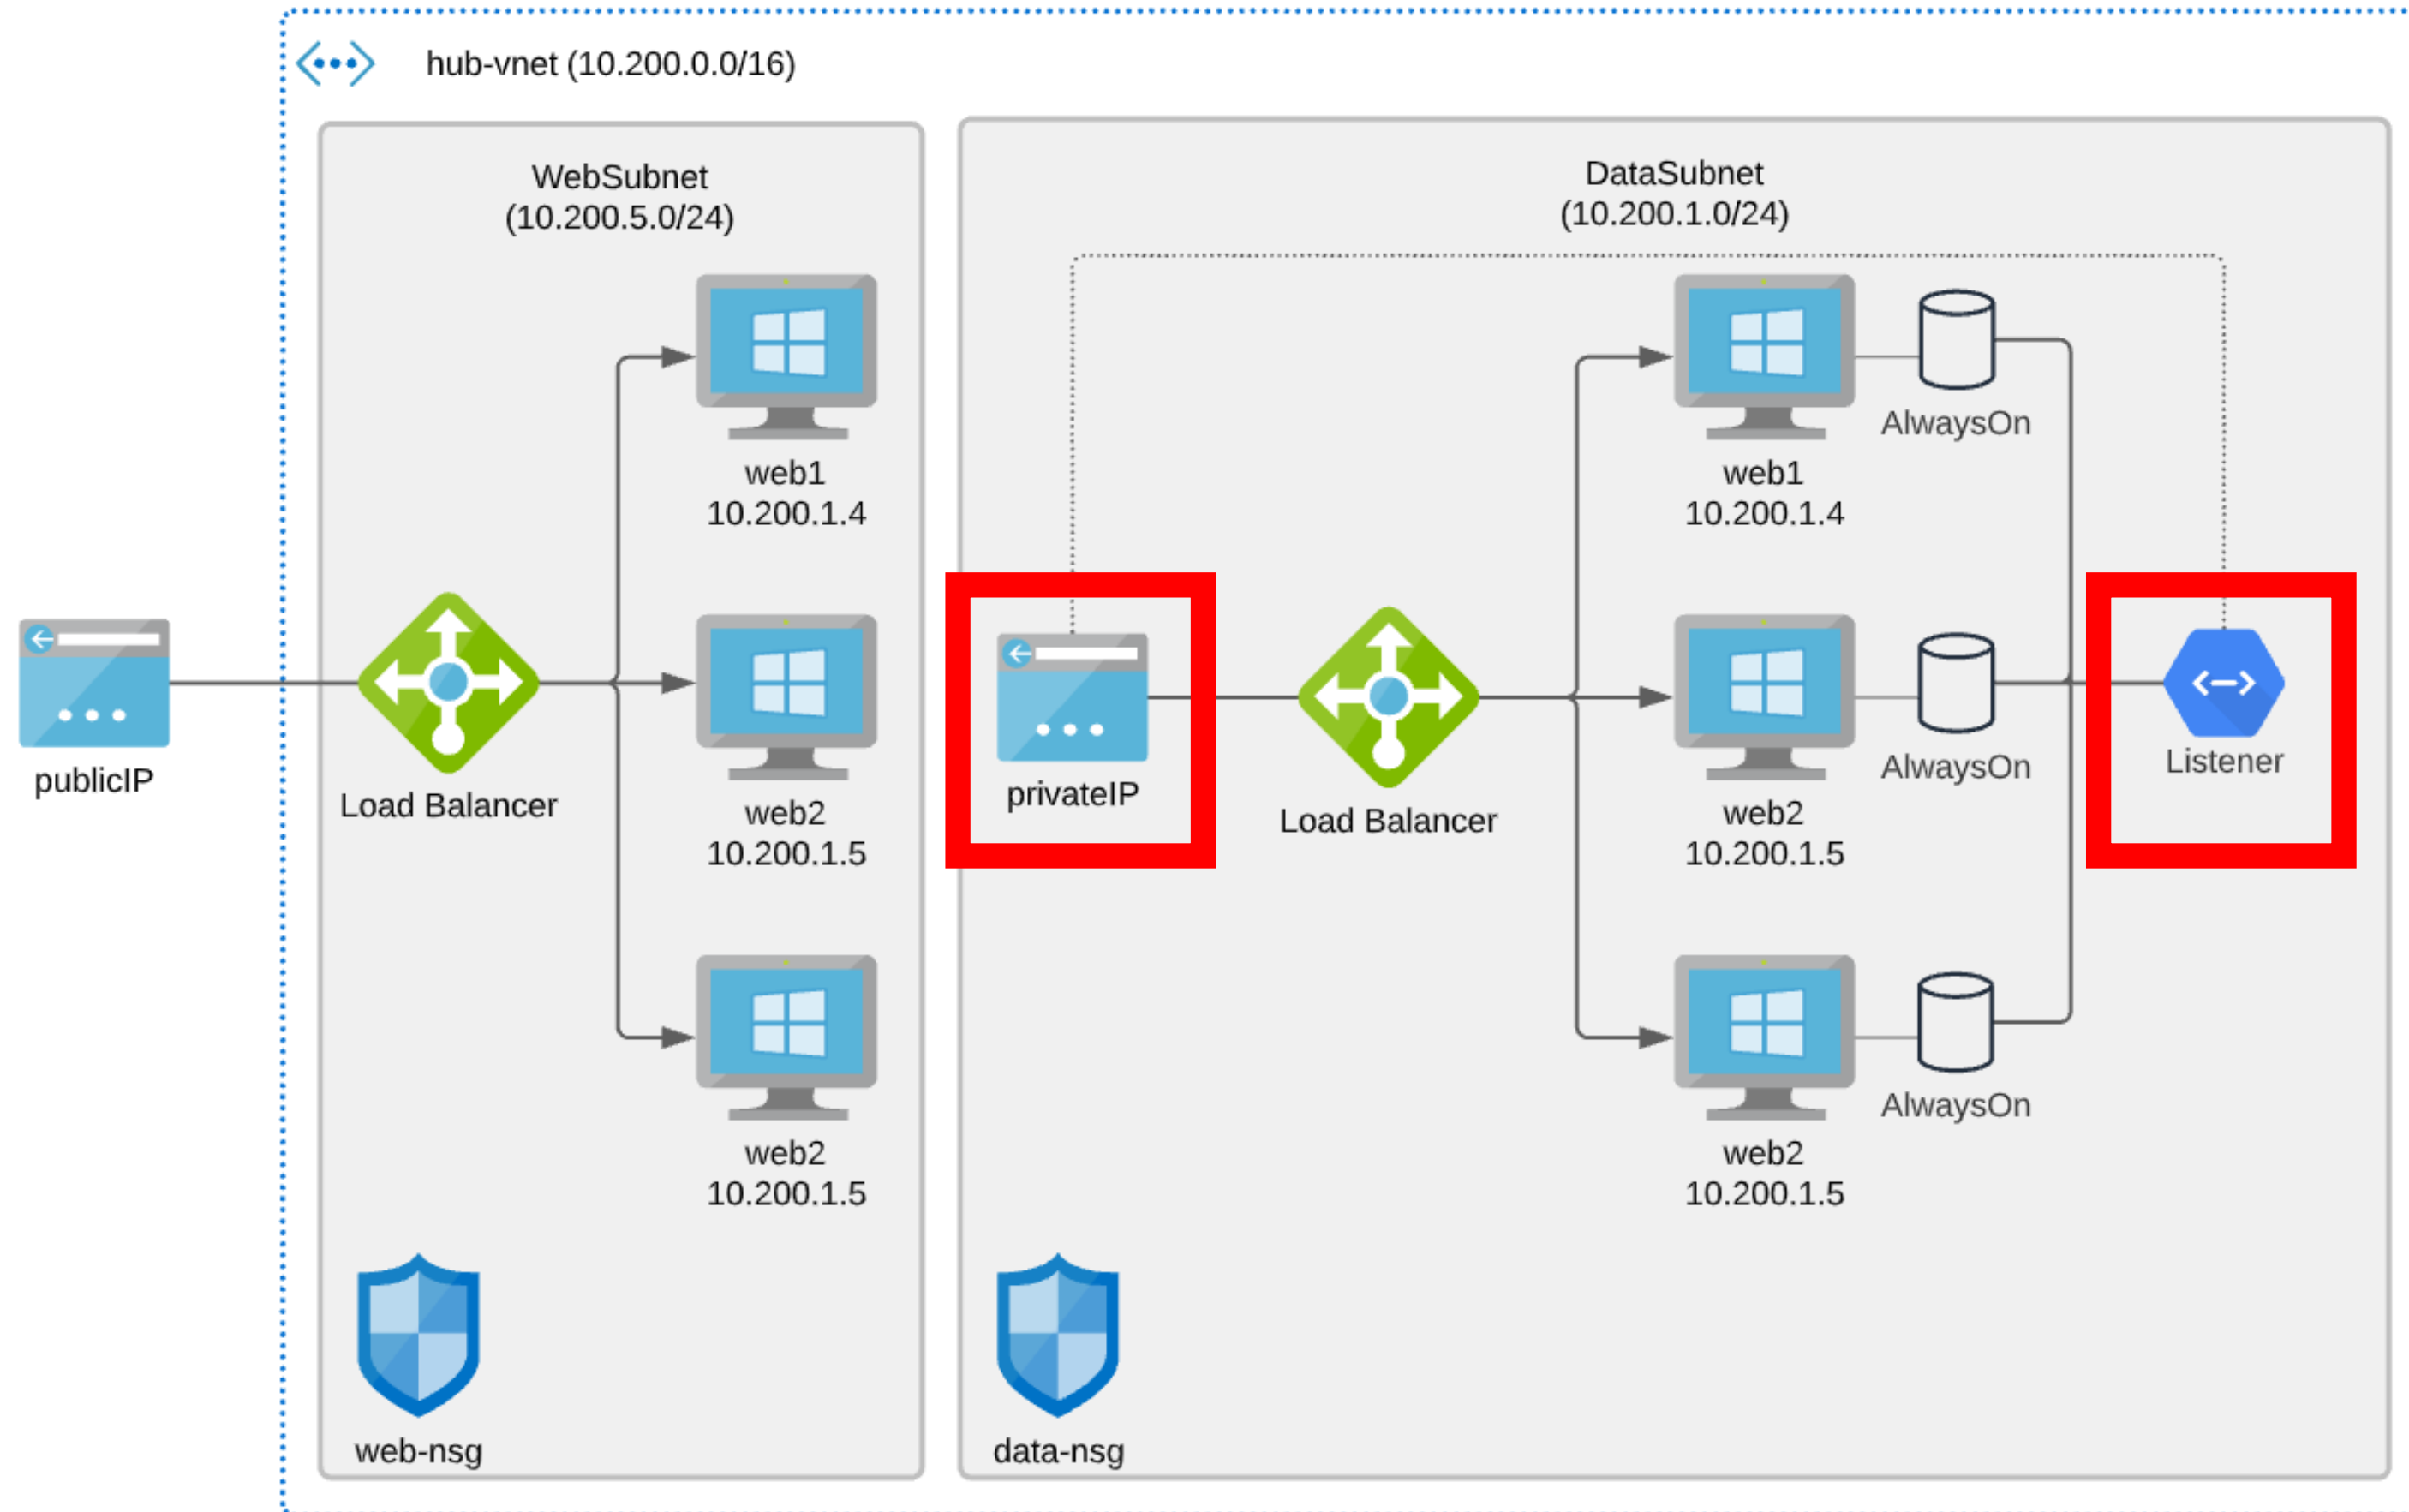 hub-vnet (10.200.0.0/16)
WebSubnet
(10.200.5.0/24)
web1
10.200.1.4
publicIP
Load Balancer
web2
10.200.1.5
web2
10.200.1.5
web-nsg
DataSubnet
(10.200.1.0/24)
privateIP
Load Balancer
web1
10.200.1.4
AlwaysOn
web2
10.200.1.5
AlwaysOn
Listener
web2
10.200.1.5
AlwaysOn
data-nsg